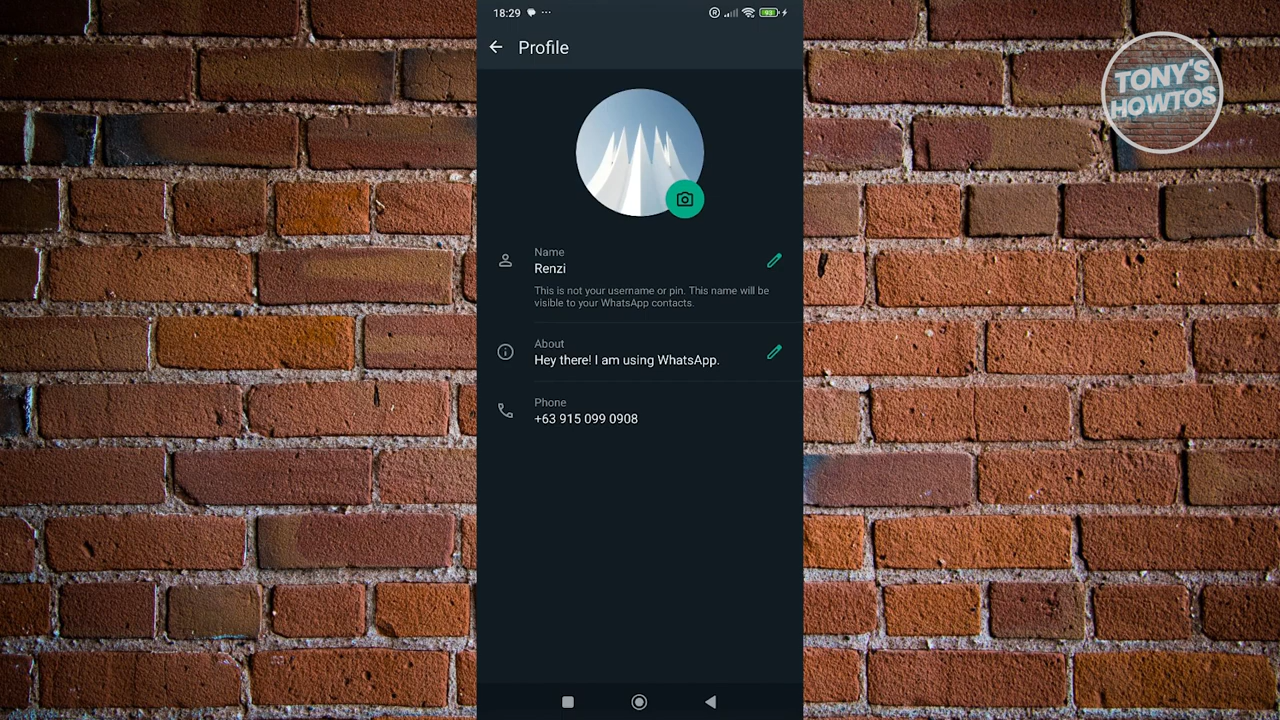 18:29
93
Profile
TONY'S
HOWTOS
Name
Renzi
This is not your username or pin. This name will be
visible to your WhatsApp contacts.
About
Hey there! I am using WhatsApp.
Phone
+63 915 099 0908